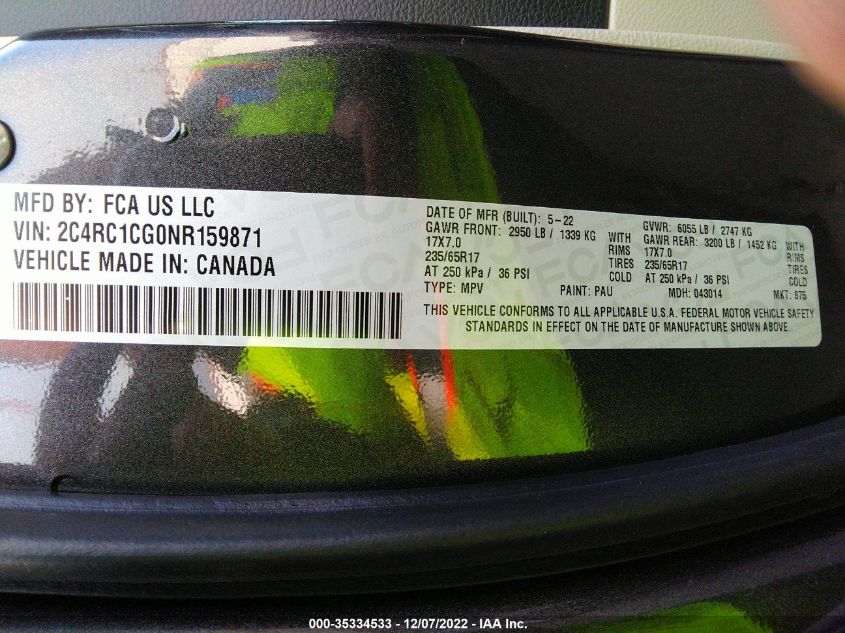 MFD BY: FCA US LLC
VIN: 2C4RC1CG0NR159871
VEHICLE MADE IN: CANADA
DATE OF MFR (BUILT): 5-22
GVWR: 6055 LB / 2747 KG
GAWR FRONT: 2950 LB / 1339 KG WITH
GAWR REAR: 3200 LB / 1452 KG WITH
17X7.0 RIMS
17X7.0 RIMS
235/65R17 TIRES
235/65R17 TIRES
AT 250 kPa / 36 PSI COLD
AT 250 kPa / 36 PSI COLD
TYPE: MPV PAINT: PAU MDH: 043014 MKT: 875
THIS VEHICLE CONFORMS TO ALL APPLICABLE U.S.A. FEDERAL MOTOR VEHICLE SAFETY
STANDARDS IN EFFECT ON THE DATE OF MANUFACTURE SHOWN ABOVE.
000-35334533 - 12/07/2022 - IAA Inc.